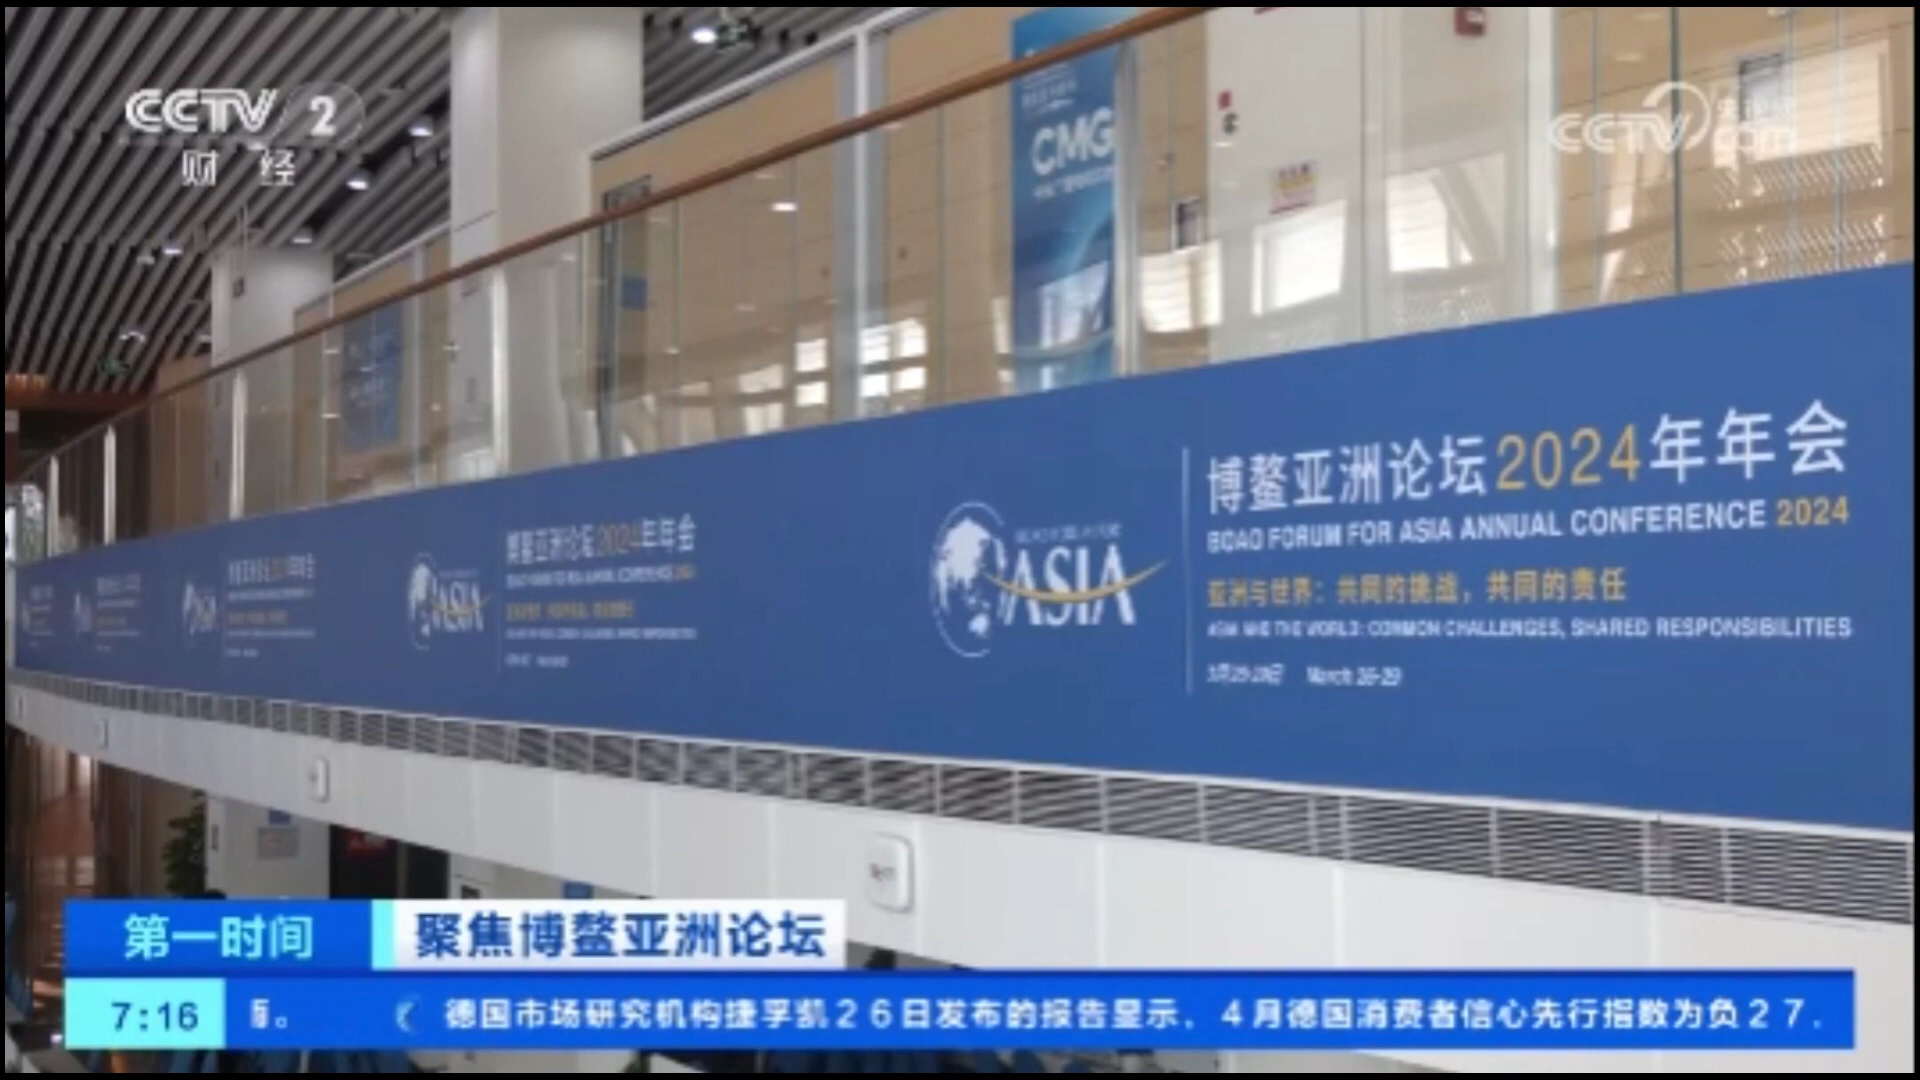 CCTV 2
财经
CCTV 央视网
com
CMG
博鳌亚洲论坛2024年年会
BOAO FORUM FOR ASIA ANNUAL CONFERENCE 2024
ASIA
亚洲与世界：共同的挑战，共同的责任
ASIA AND THE WORLD: COMMON CHALLENGES, SHARED RESPONSIBILITIES
March 26-29
博鳌亚洲论坛2024年年会
ASIA
第一时间
聚焦博鳌亚洲论坛
7:16
德国市场研究机构捷孚凯26日发布的报告显示，4月德国消费者信心先行指数为负27.